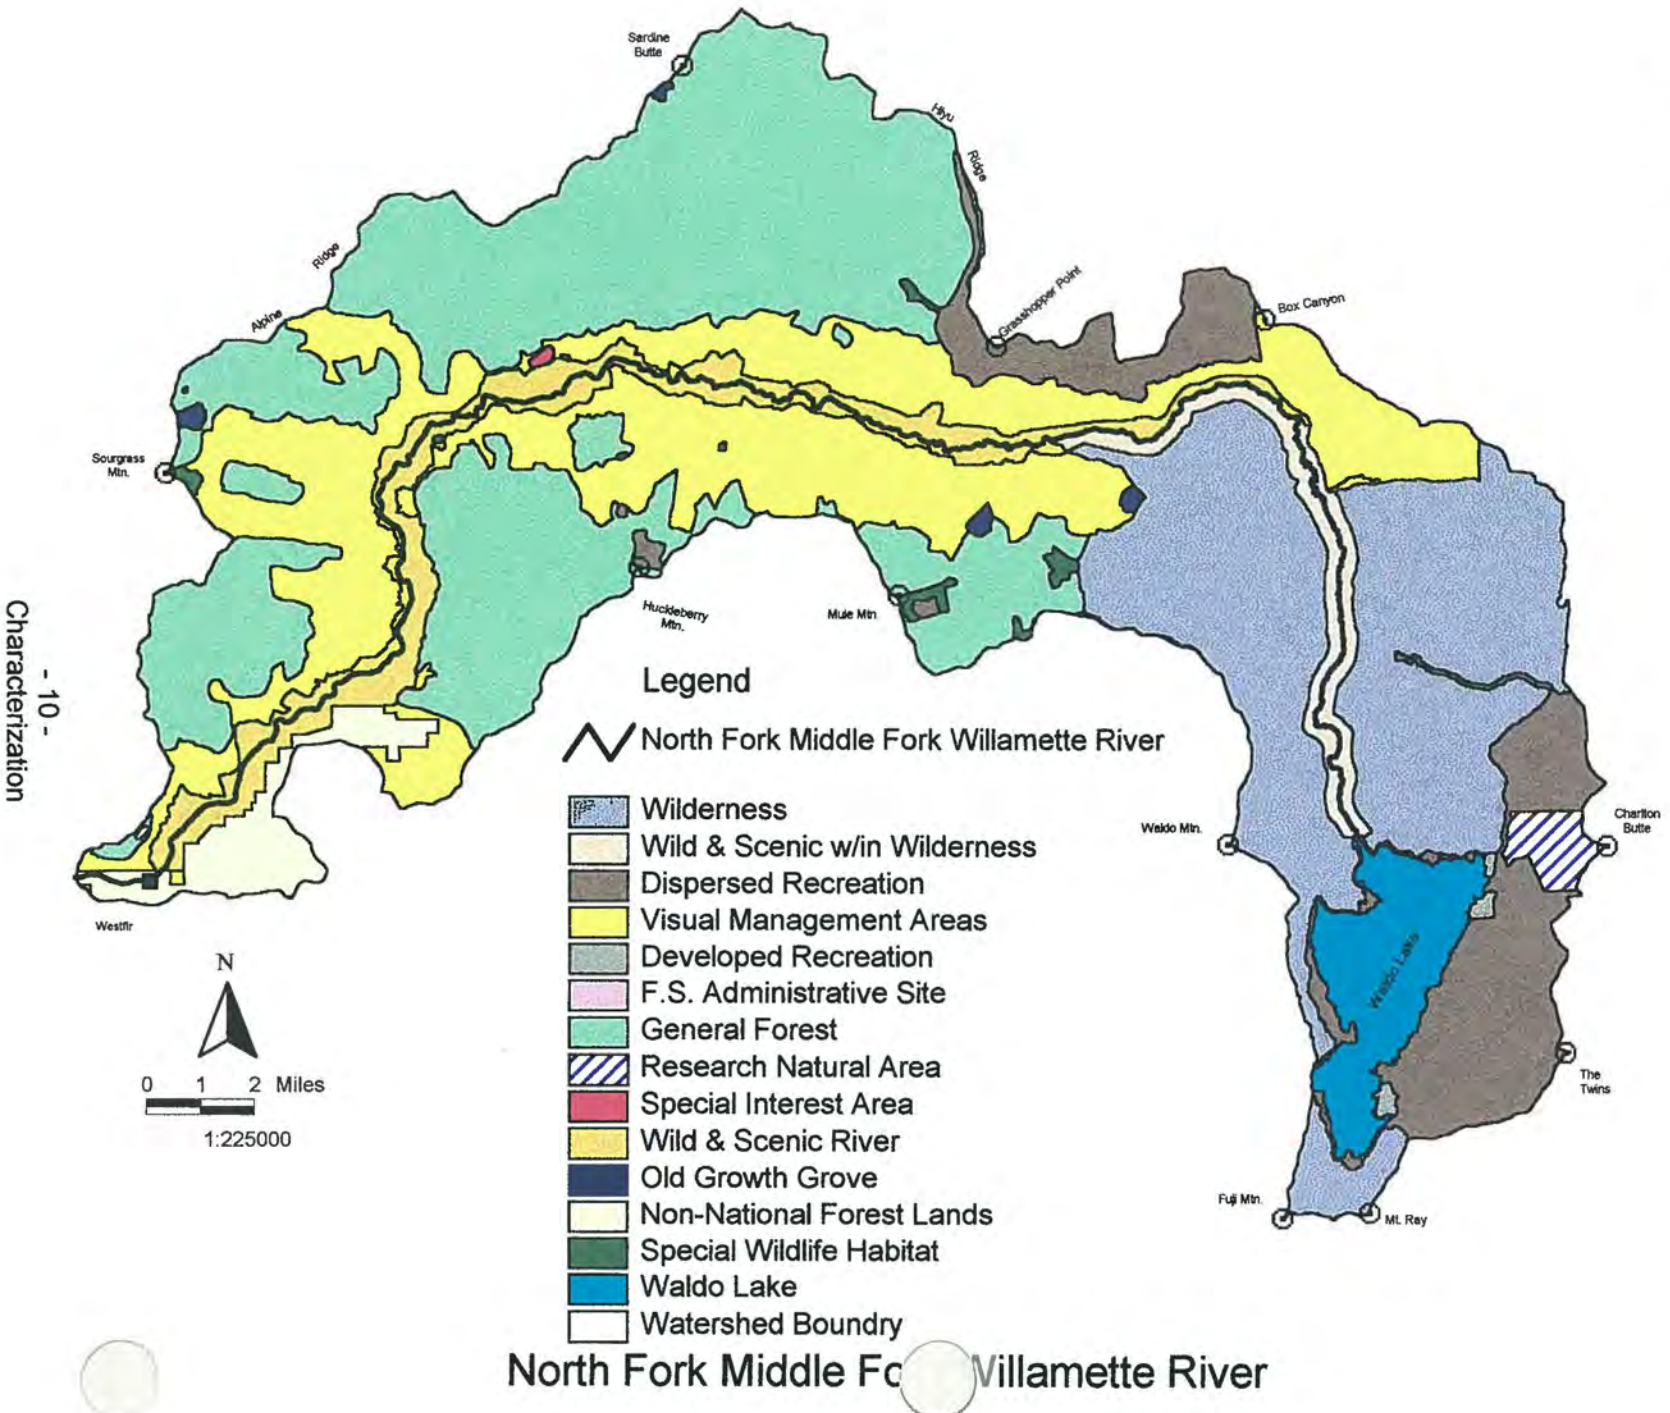 Sardine
Butte
Hiyu
Ridge
Ridge
Alpine
Grasshopper Point
Box Canyon
Sourgrass
Mtn.
Huckleberry
Mtn.
Mule Mtn
Waldo Mtn.
Charlton
Butte
Waldo Lake
The
Twins
Fuji Mtn.
Mt. Ray
Westfir
- 10 -
Characterization
N
0 1 2 Miles
1:225000
Legend
North Fork Middle Fork Willamette River
Wilderness
Wild & Scenic w/in Wilderness
Dispersed Recreation
Visual Management Areas
Developed Recreation
F.S. Administrative Site
General Forest
Research Natural Area
Special Interest Area
Wild & Scenic River
Old Growth Grove
Non-National Forest Lands
Special Wildlife Habitat
Waldo Lake
Watershed Boundry
North Fork Middle Fo Willamette River